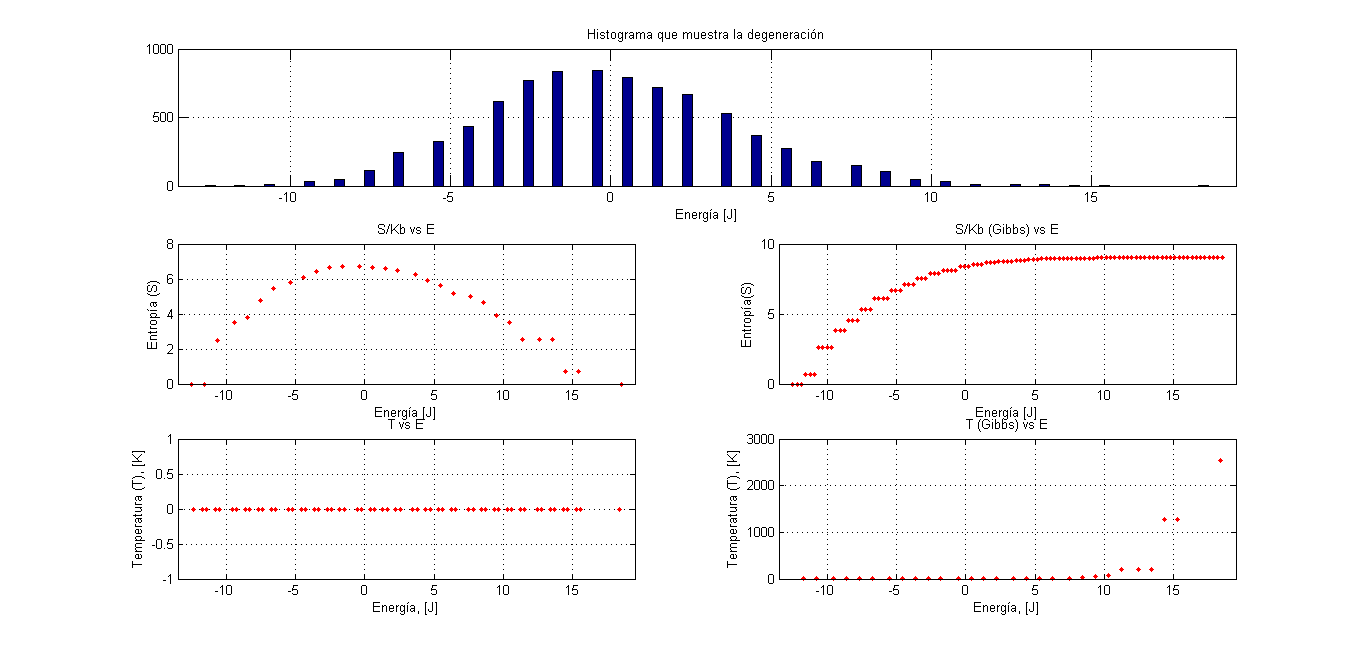 Histograma que muestra la degeneración
1000
500
0
-10 -5 0 5 10 15
Energía [J]
S/Kb vs E
8
6
4
2
0
Entropía (S)
-10 -5 0 5 10 15
Energía [J]
S/Kb (Gibbs) vs E
10
5
0
Entropía(S)
-10 -5 0 5 10 15
Energía [J]
T vs E
1
0.5
0
-0.5
-1
Temperatura (T), [K]
-10 -5 0 5 10 15
Energía, [J]
T (Gibbs) vs E
3000
2000
1000
0
Temperatura (T), [K]
-10 -5 0 5 10 15
Energía, [J]